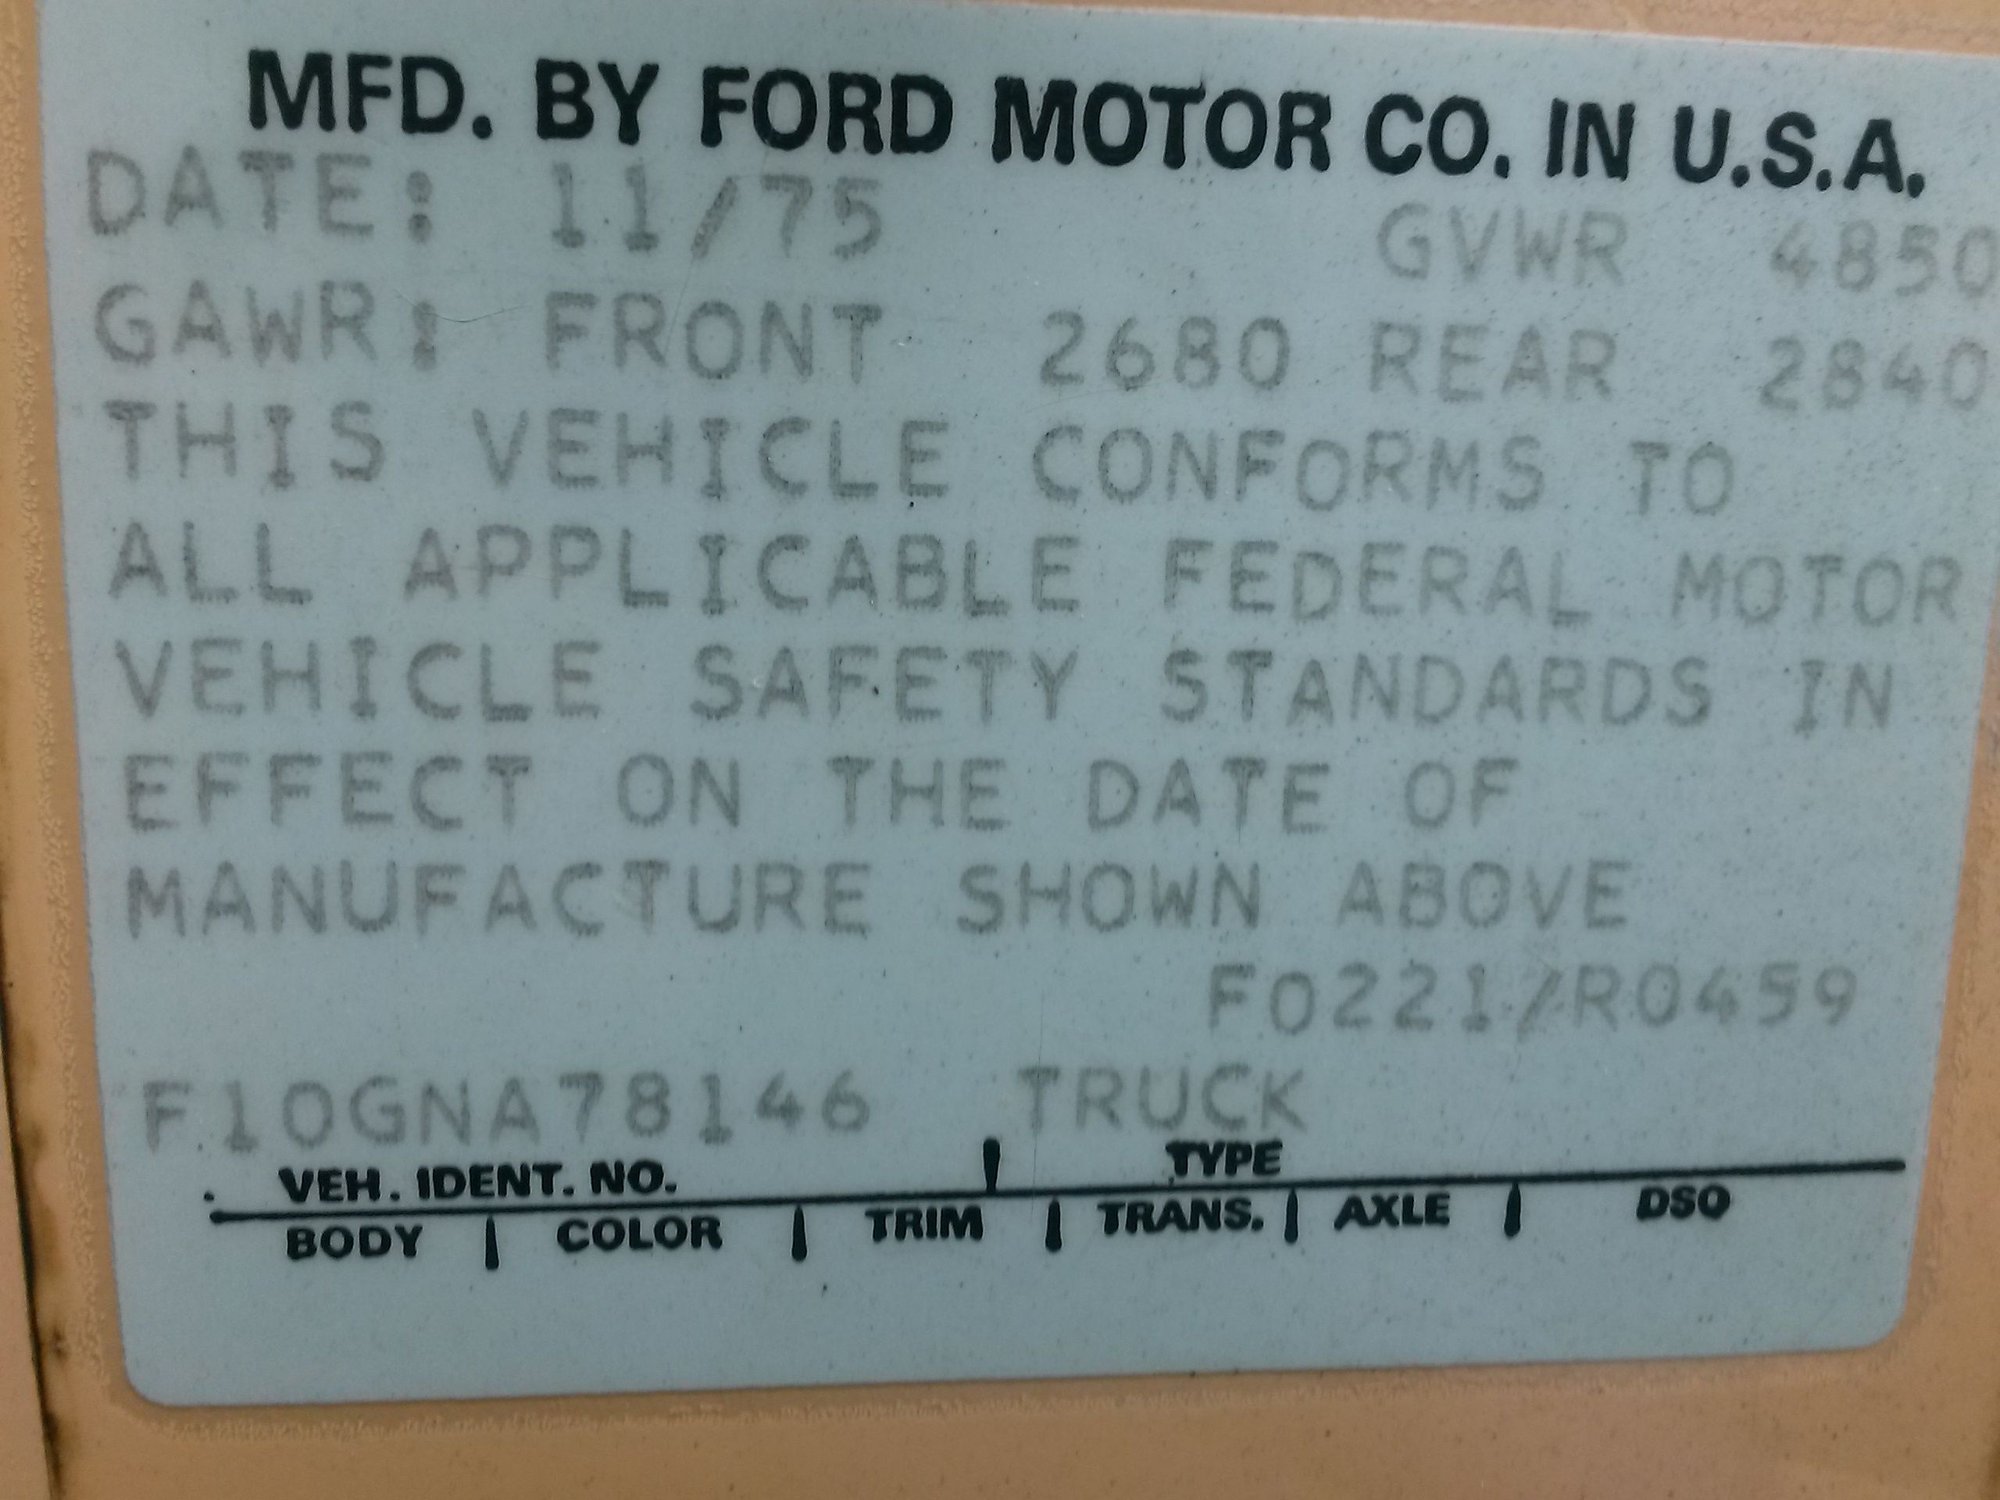 MFD. BY FORD MOTOR CO. IN U.S.A.
DATE: 11/75 GVWR 4850
GAWR: FRONT 2680 REAR 2840
THIS VEHICLE CONFORMS TO
ALL APPLICABLE FEDERAL MOTOR
VEHICLE SAFETY STANDARDS IN
EFFECT ON THE DATE OF
MANUFACTURE SHOWN ABOVE
F0221/R0459
F10GNA78146 TRUCK
VEH. IDENT. NO. TYPE
BODY COLOR TRIM TRANS. AXLE DSO